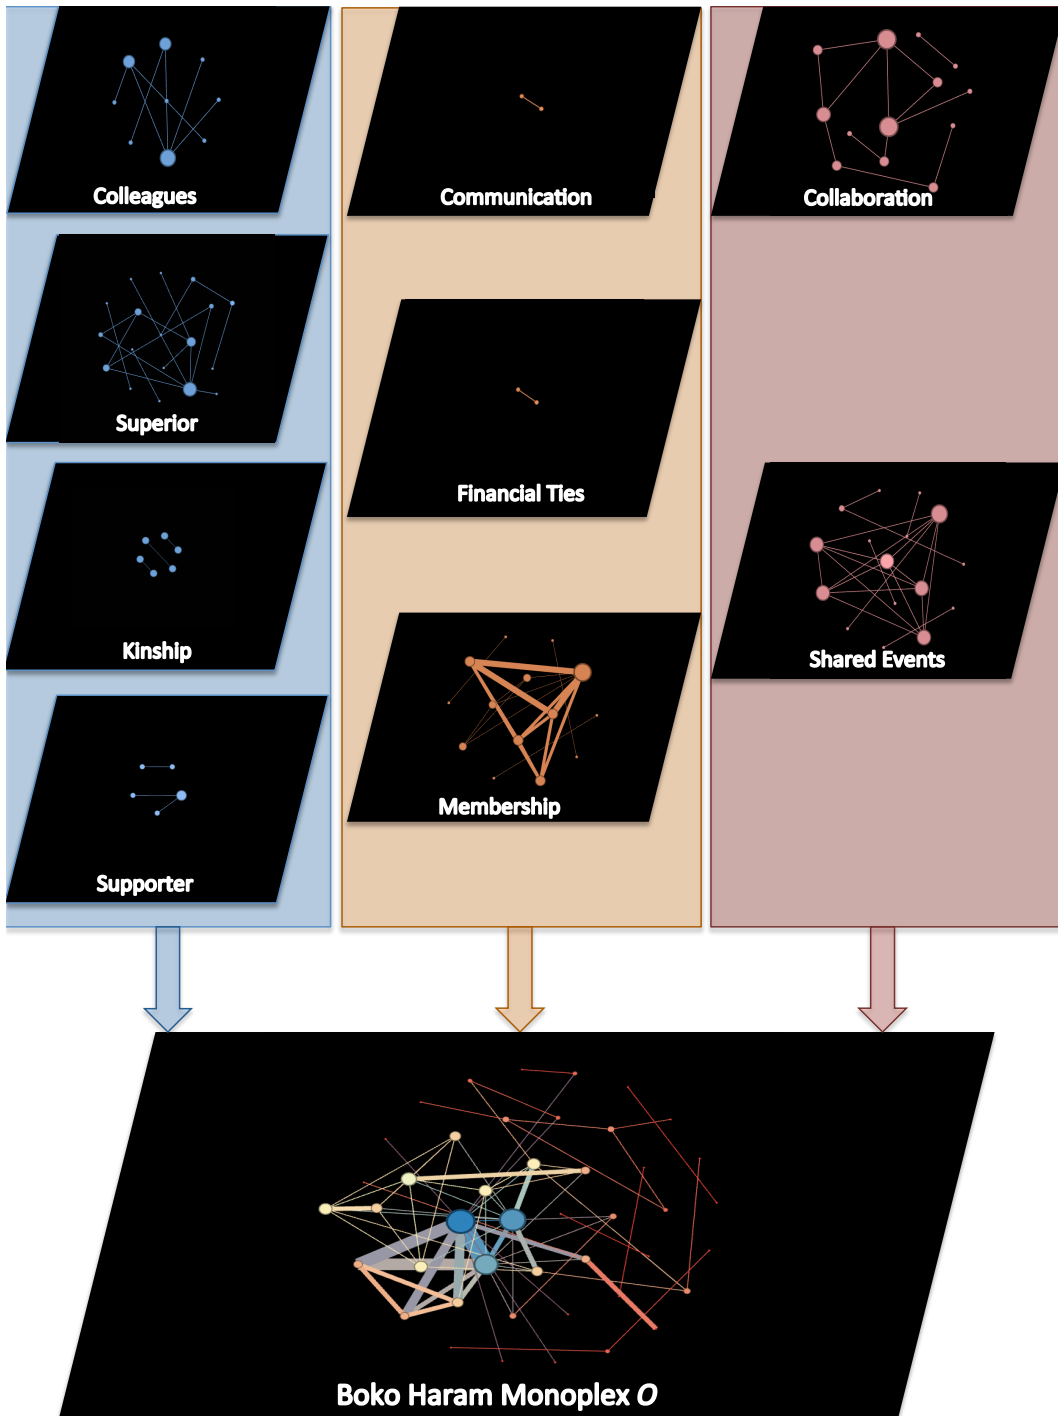 Colleagues
Communication
Collaboration
Superior
Financial Ties
Kinship
Shared Events
Membership
Supporter
Boko Haram Monoplex O